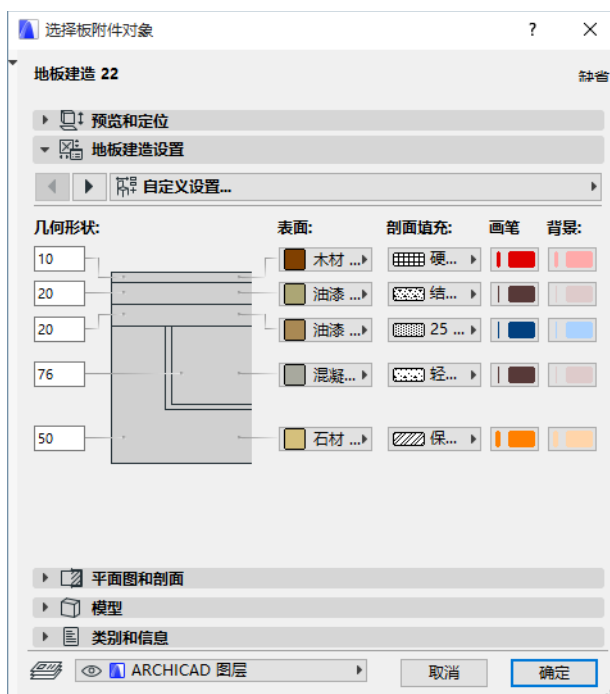 选择板附件对象 ?
地板建造 22
缺省
预览和定位
地板建造设置
自定义设置...
几何形状: 表面: 剖面填充: 画笔 背景:
10 木材 ... 硬...
20 油漆 ... 结...
20 油漆 ... 25 ...
76 混凝... 轻...
50 石材 ... 保...
平面图和剖面
模型
类别和信息
ARCHICAD 图层 取消 确定